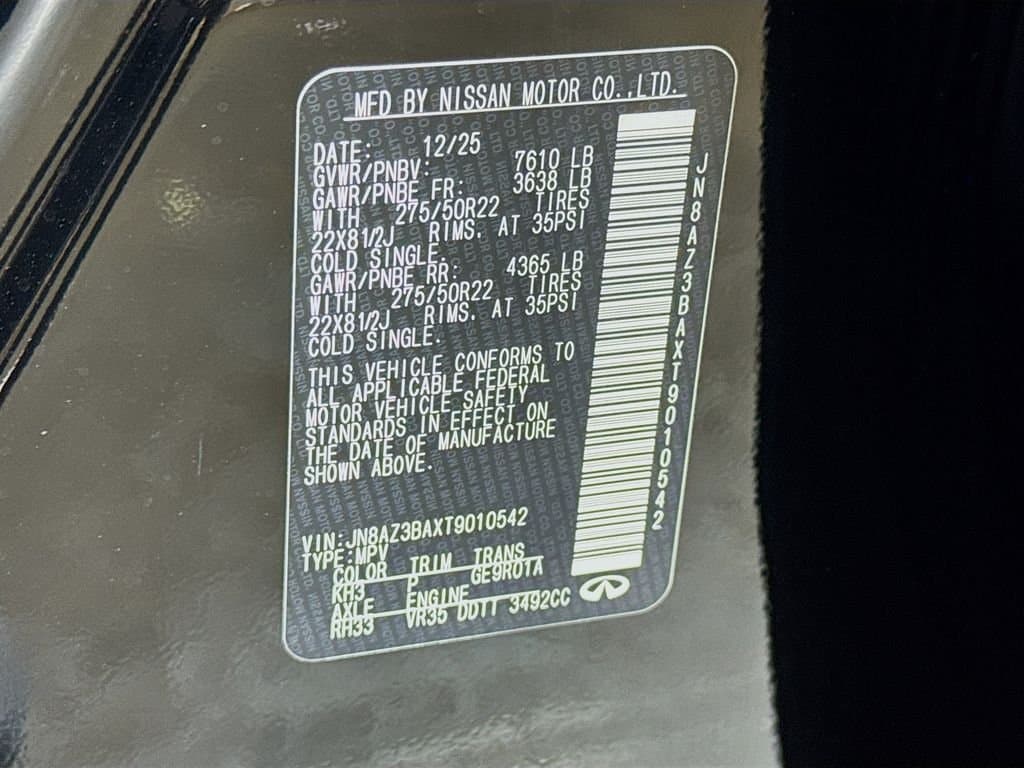 MFD BY NISSAN MOTOR CO.,LTD.
DATE: 12/25
GVWR/PNBV: 7610 LB
GAWR/PNBE FR: 3638 LB
WITH 275/50R22 TIRES
22X81/2J RIMS, AT 35PSI
COLD SINGLE.
GAWR/PNBE RR: 4365 LB
WITH 275/50R22 TIRES
22X81/2J RIMS, AT 35PSI
COLD SINGLE.
THIS VEHICLE CONFORMS TO
ALL APPLICABLE FEDERAL
MOTOR VEHICLE SAFETY
STANDARDS IN EFFECT ON
THE DATE OF MANUFACTURE
SHOWN ABOVE.
VIN:JN8AZ3BAXT9010542
TYPE:MPV
COLOR TRIM TRANS
KH3 P GE9R01A
AXLE ENGINE
RH33 VR35 DDTT 3492CC
JN8AZ3BAXT9010542